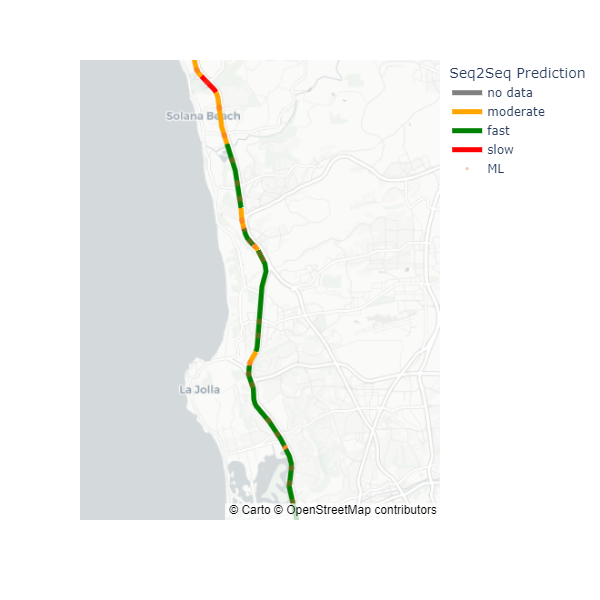 Seq2Seq Prediction
no data
moderate
fast
slow
ML
Solana Beach
La Jolla
© Carto © OpenStreetMap contributors